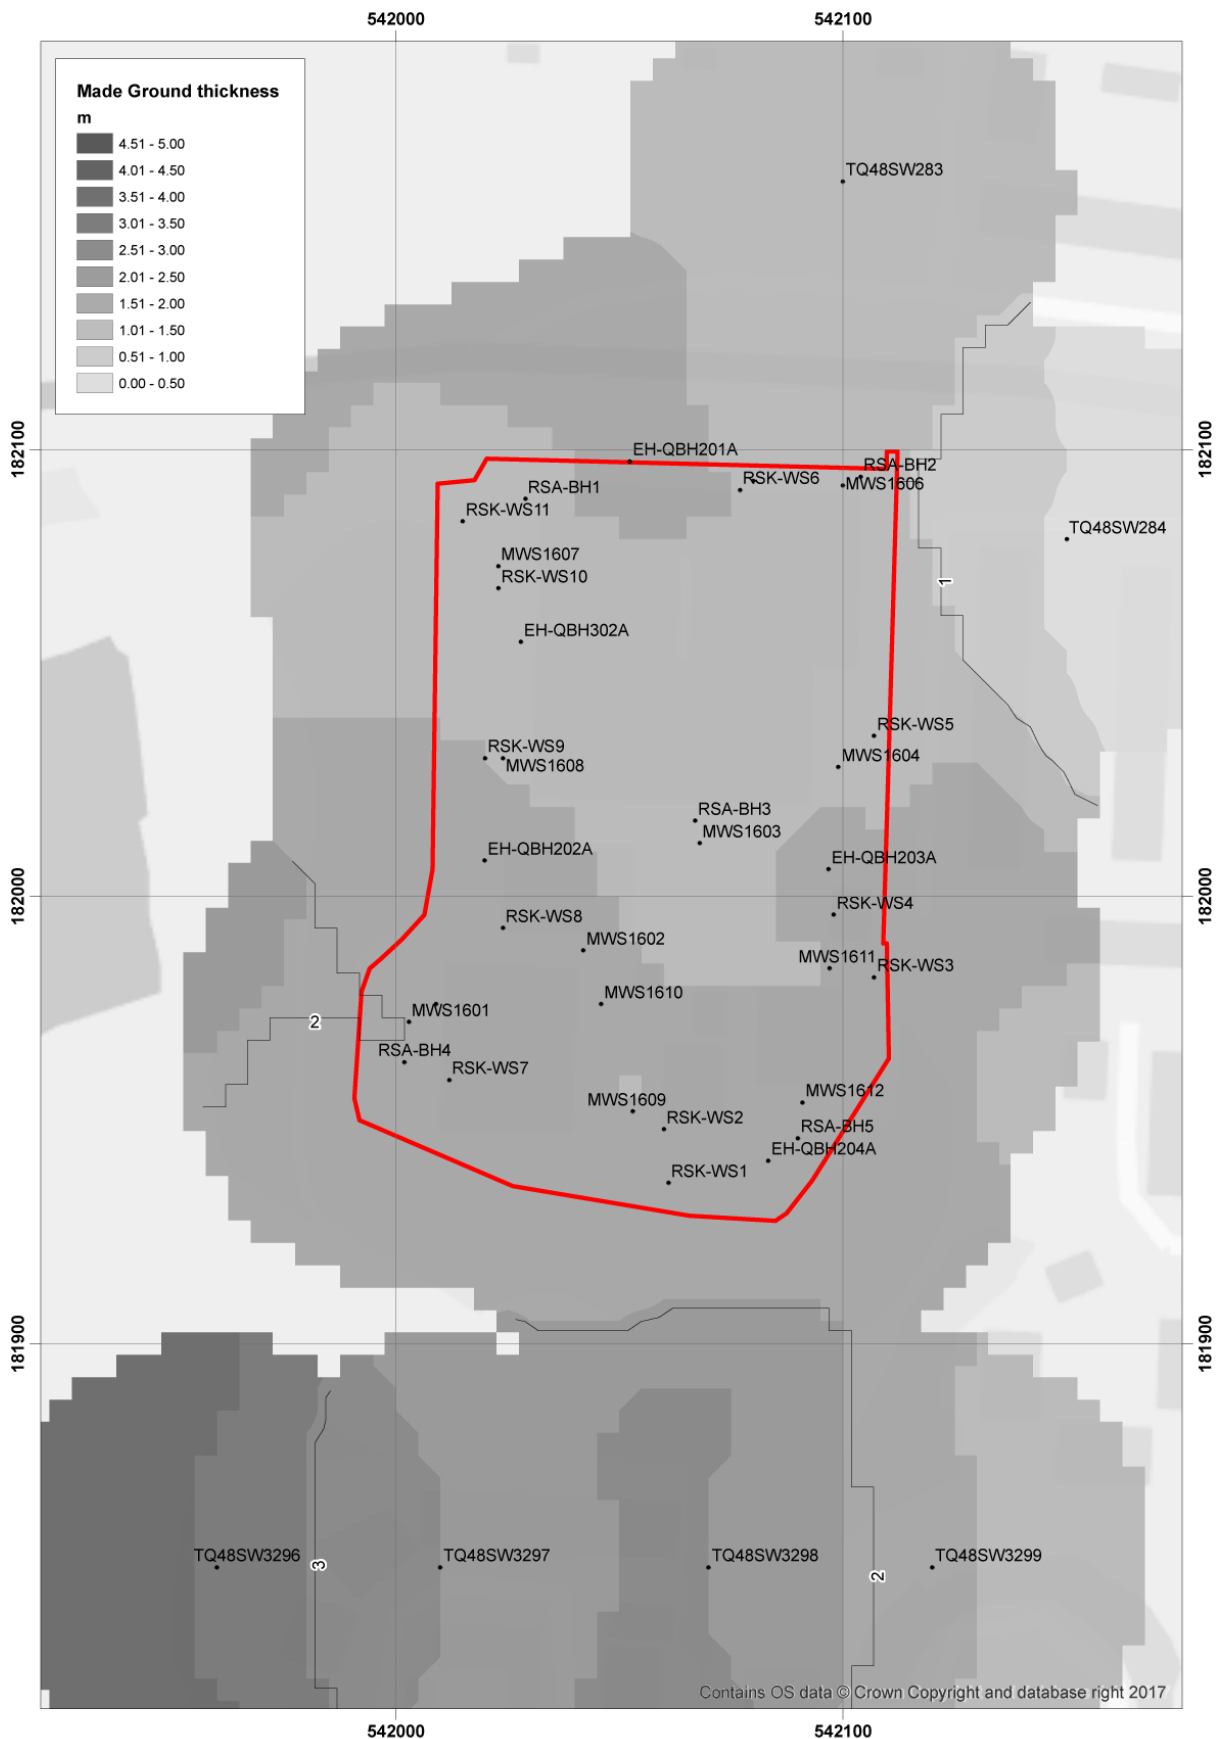 542000
542100
Made Ground thickness
m
4.51 - 5.00
4.01 - 4.50
3.51 - 4.00
3.01 - 3.50
2.51 - 3.00
2.01 - 2.50
1.51 - 2.00
1.01 - 1.50
0.51 - 1.00
0.00 - 0.50
TQ48SW283
182100
182100
EH-QBH201A
RSA-BH2
RSK-WS6
MWS1606
RSA-BH1
RSK-WS11
TQ48SW284
MWS1607
RSK-WS10
1
EH-QBH302A
RSK-WS5
RSK-WS9
MWS1604
MWS1608
RSA-BH3
MWS1603
EH-QBH202A
EH-QBH203A
182000
182000
RSK-WS4
RSK-WS8
MWS1602
MWS1611
RSK-WS3
MWS1610
MWS1601
2
RSA-BH4
RSK-WS7
MWS1609
MWS1612
RSK-WS2
RSA-BH5
EH-QBH204A
RSK-WS1
181900
181900
TQ48SW3296
3
TQ48SW3297
TQ48SW3298
2
TQ48SW3299
Contains OS data © Crown Copyright and database right 2017
542000
542100